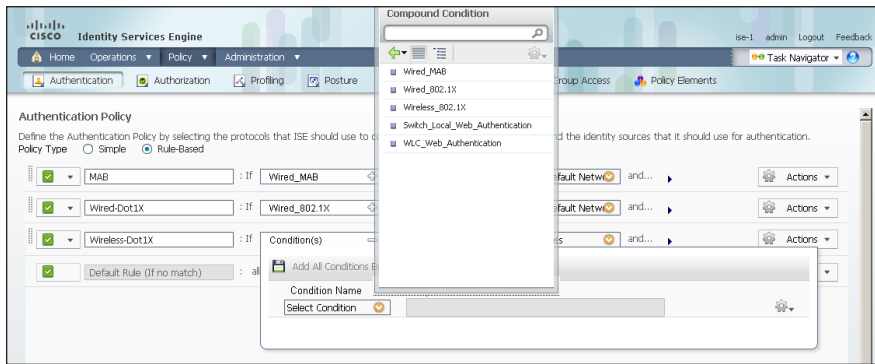 Compound Condition
CISCO Identity Services Engine
ise-1 admin Logout Feedback
Home Operations Policy Administration
Task Navigator
Authentication Authorization Profiling Posture Group Access Policy Elements
Wired_MAB
Wired_802.1X
Wireless_802.1X
Switch_Local_Web_Authentication
WLC_Web_Authentication
Authentication Policy
Define the Authentication Policy by selecting the protocols that ISE should use to the identity sources that it should use for authentication.
Policy Type Simple Rule-Based
MAB : If Wired_MAB and... Actions
Wired-Dot1X : If Wired_802.1X and... Actions
Wireless-Dot1X : If Condition(s) and... Actions
Default Rule (If no match) :
Add All Conditions
Condition Name
Select Condition